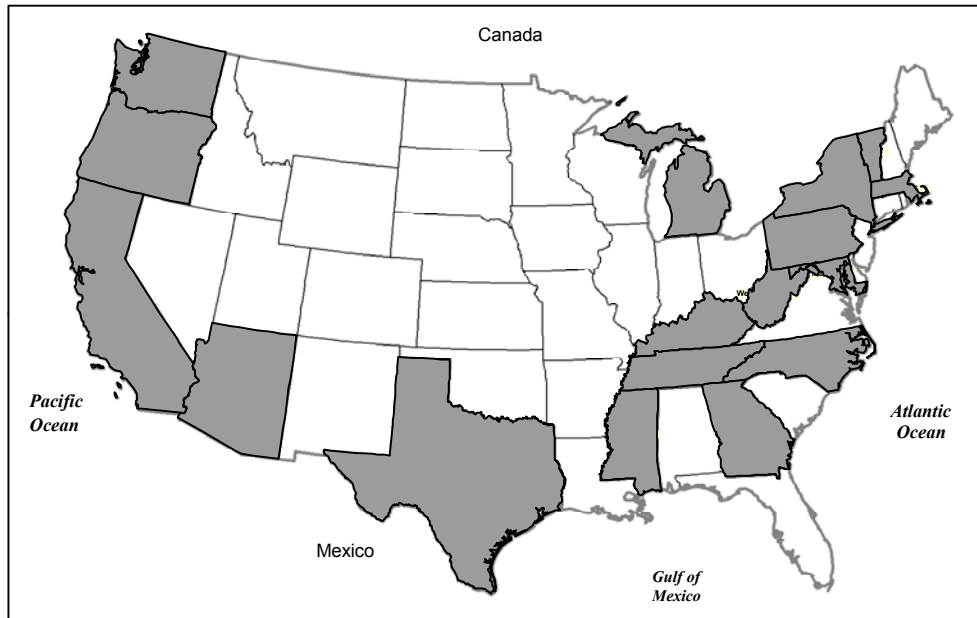 Canada
Pacific
Ocean
Atlantic
Ocean
Mexico
Gulf of
Mexico